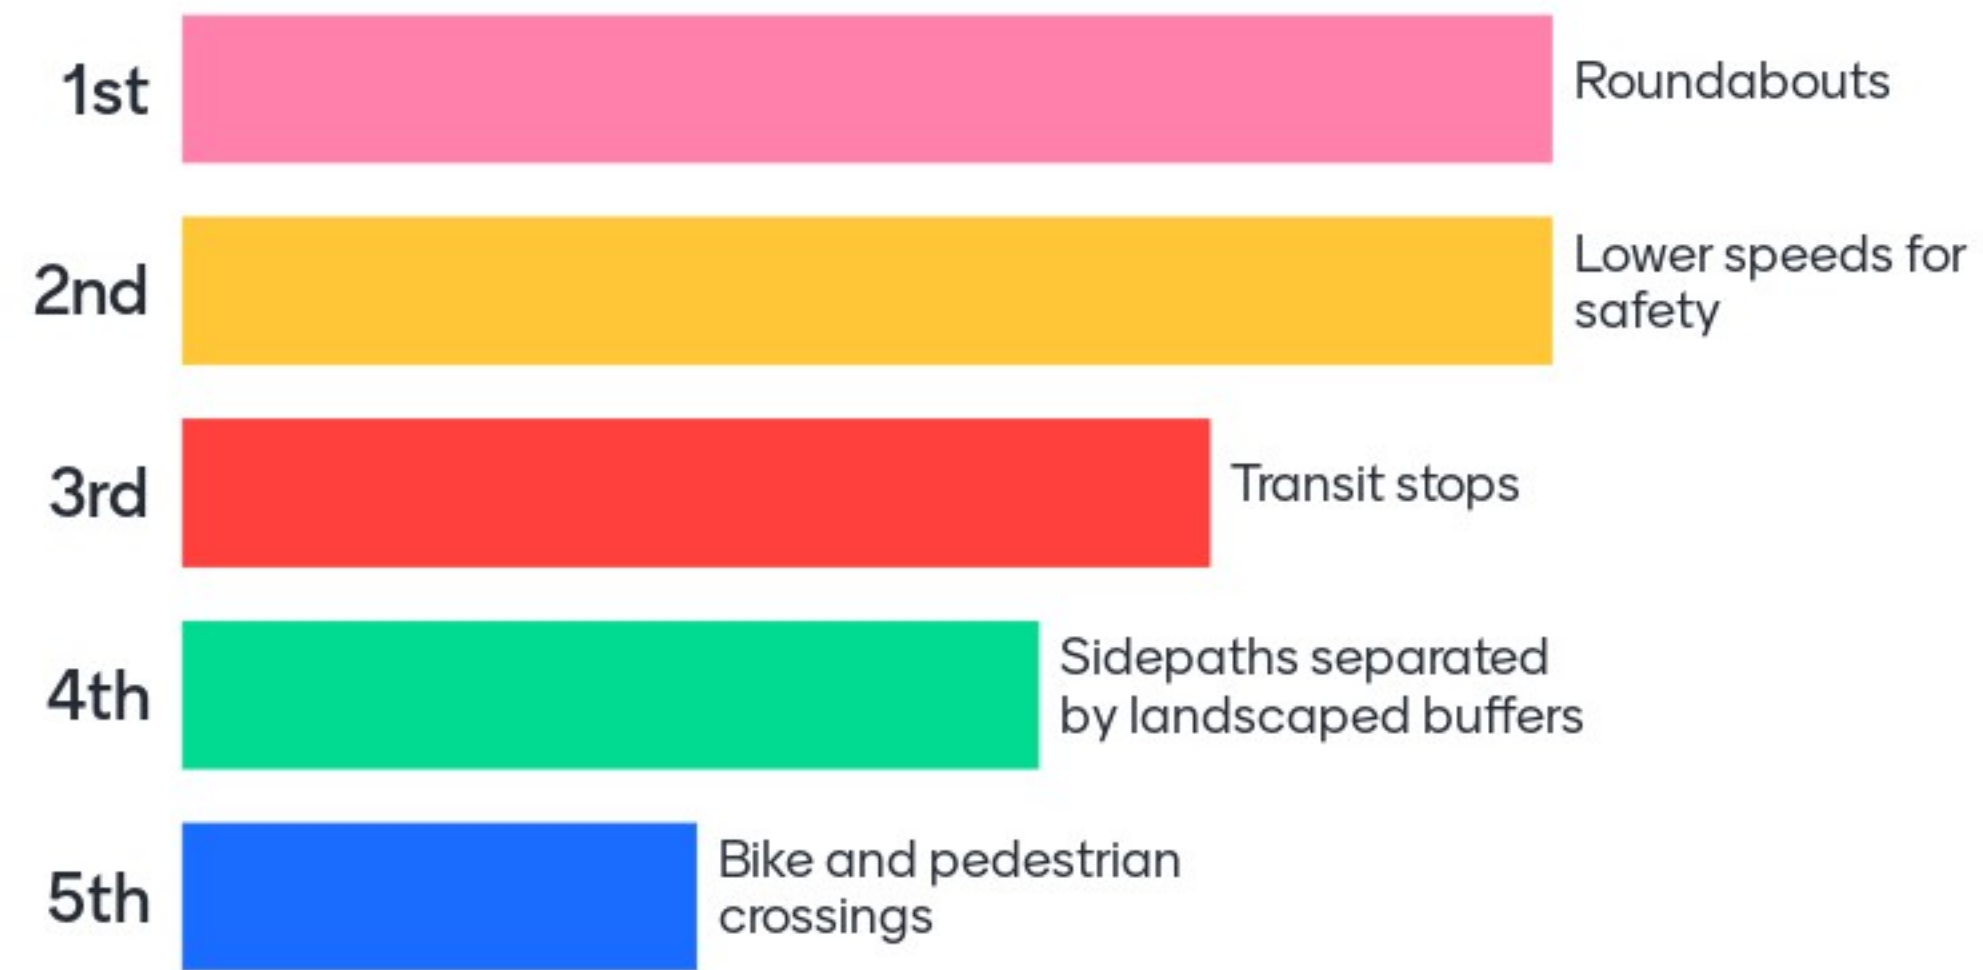 1st
Roundabouts
2nd
Lower speeds for
safety
3rd
Transit stops
4th
Sidepaths separated
by landscaped buffers
5th
Bike and pedestrian
crossings